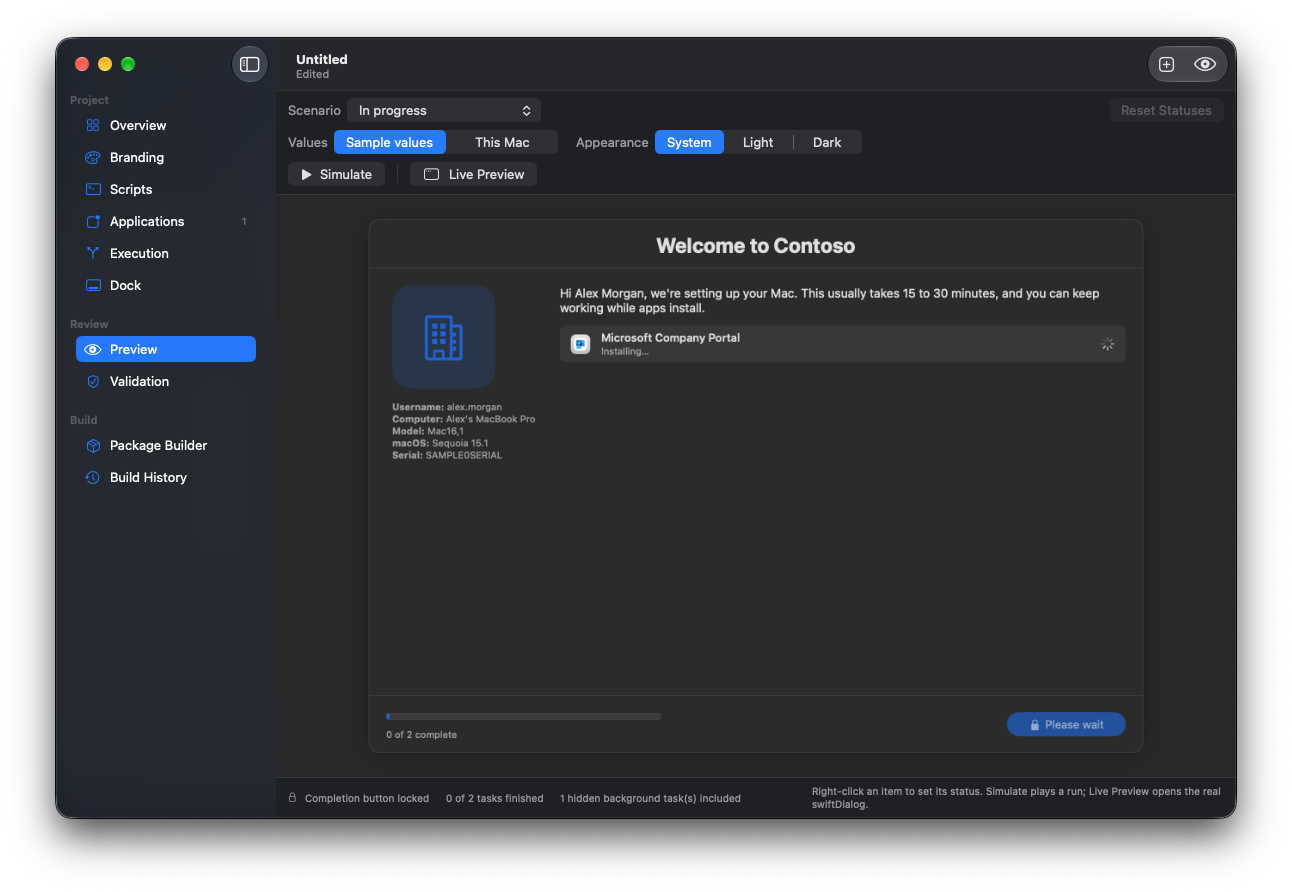 Untitled
Edited
Project
Overview
Branding
Scripts
Applications 1
Execution
Dock
Review
Preview
Validation
Build
Package Builder
Build History
Scenario In progress
Reset Statuses
Values Sample values This Mac Appearance System Light Dark
Simulate Live Preview
Welcome to Contoso
Hi Alex Morgan, we're setting up your Mac. This usually takes 15 to 30 minutes, and you can keep
working while apps install.
Microsoft Company Portal
Installing...
Username: alex.morgan
Computer: Alex's MacBook Pro
Model: Mac16,1
macOS: Sequoia 15.1
Serial: SAMPLE0SERIAL
0 of 2 complete
Please wait
Completion button locked 0 of 2 tasks finished 1 hidden background task(s) included
Right-click an item to set its status. Simulate plays a run; Live Preview opens the real
swiftDialog.